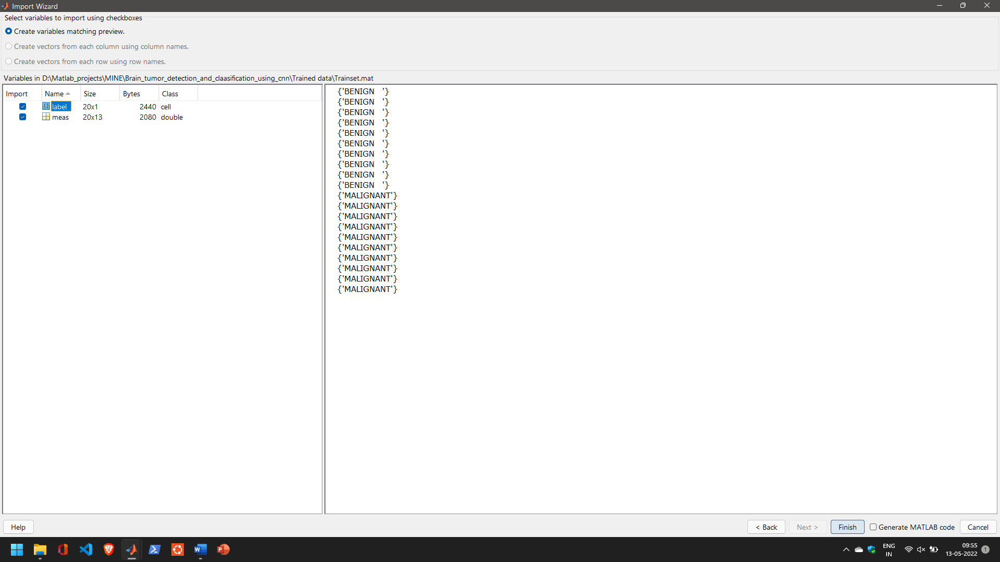 Import Wizard
Select variables to import using checkboxes
Create variables matching preview.
Create vectors from each column using column names.
Create vectors from each row using row names.
Variables in D:\Matlab_projects\MINE\Brain_tumor_detection_and_claasification_using_cnn\Trained data\Trainset.mat
Import Name Size Bytes Class
label 20x1 2440 cell
meas 20x13 2080 double
{'BENIGN   '}
{'BENIGN   '}
{'BENIGN   '}
{'BENIGN   '}
{'BENIGN   '}
{'BENIGN   '}
{'BENIGN   '}
{'BENIGN   '}
{'BENIGN   '}
{'BENIGN   '}
{'MALIGNANT'}
{'MALIGNANT'}
{'MALIGNANT'}
{'MALIGNANT'}
{'MALIGNANT'}
{'MALIGNANT'}
{'MALIGNANT'}
{'MALIGNANT'}
{'MALIGNANT'}
{'MALIGNANT'}
Help < Back Next > Finish Generate MATLAB code Cancel
ENG 09:55
IN 13-05-2022 1